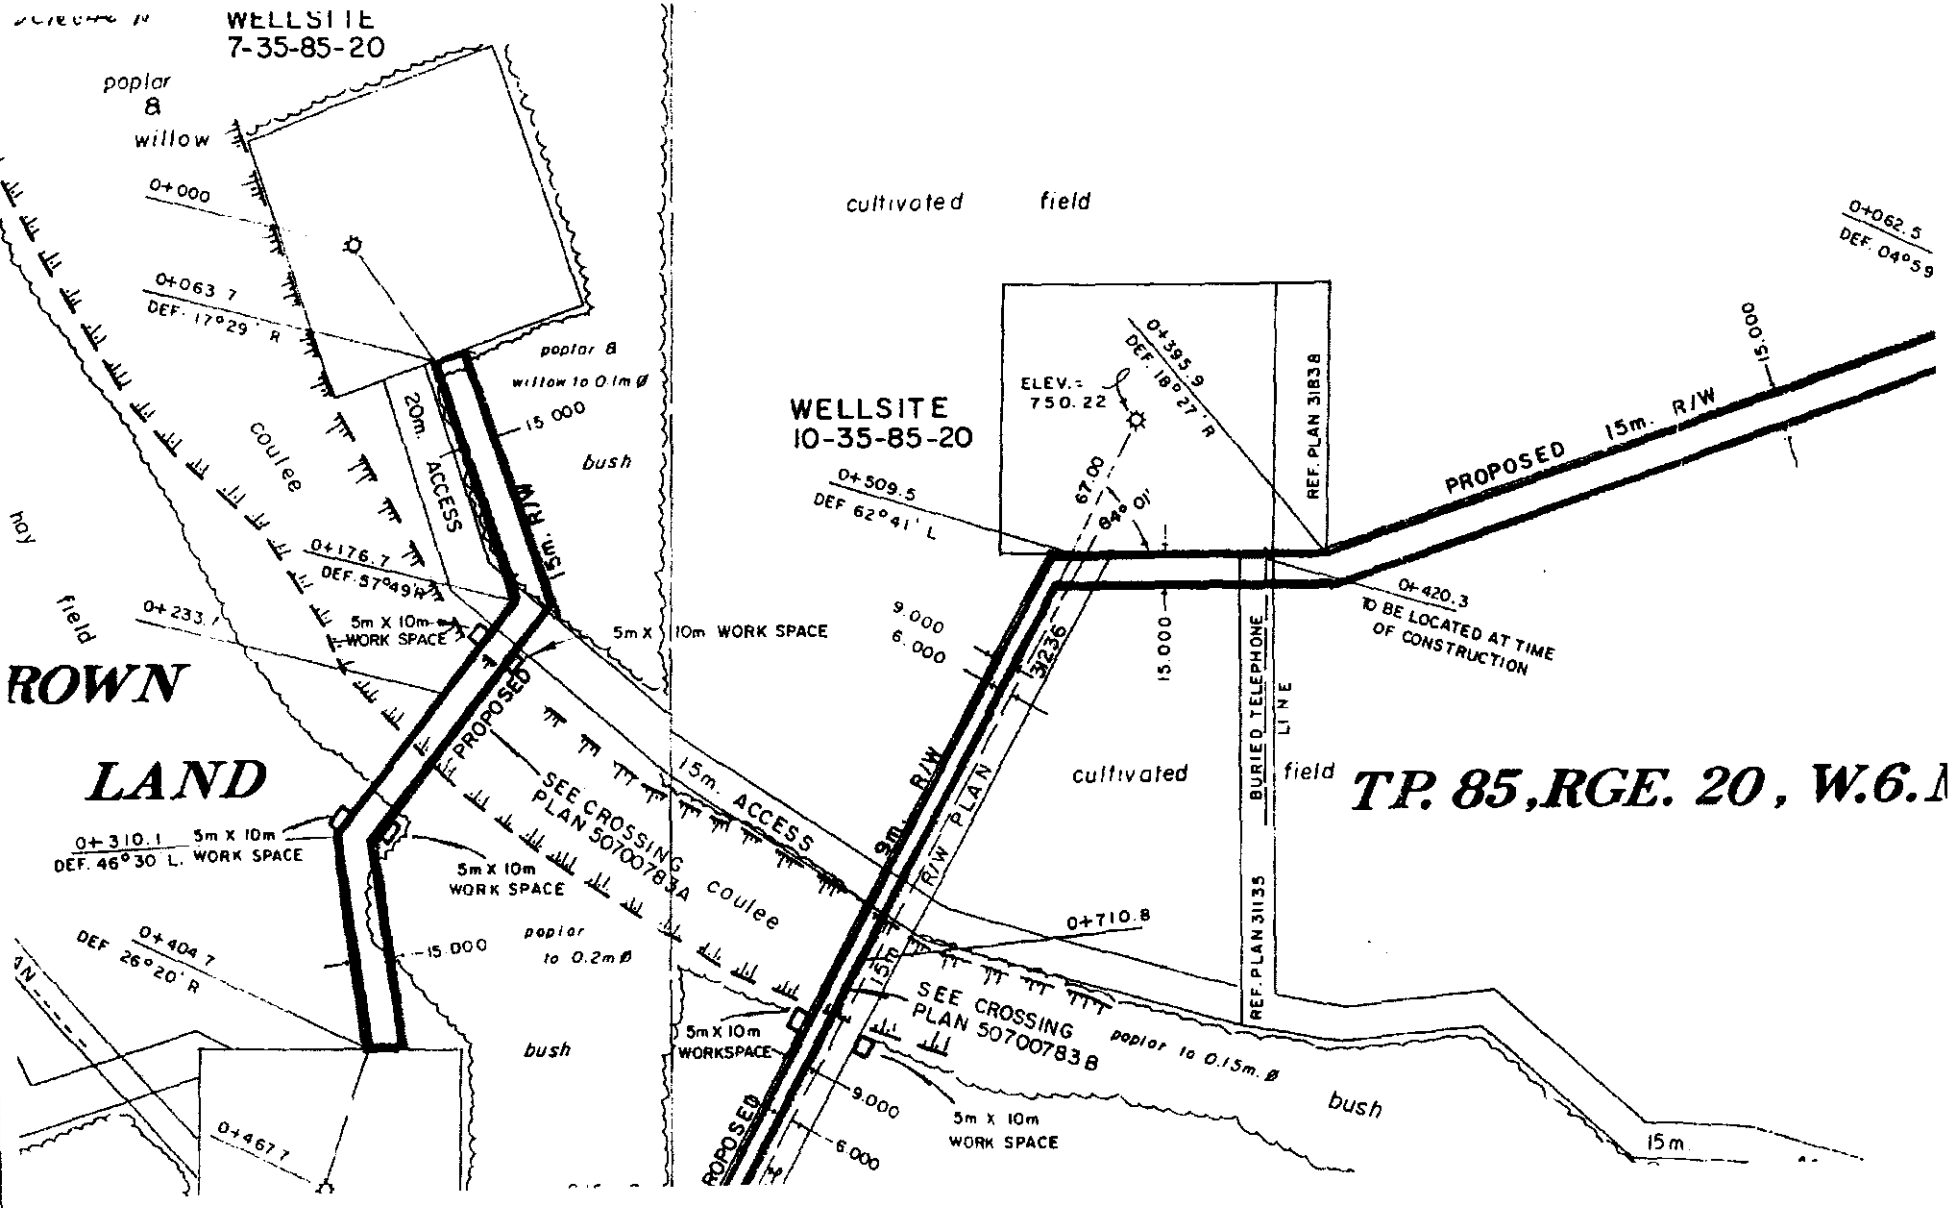 WELLSITE
7-35-85-20
poplar
&
willow
0+000
0+063.7
DEF. 17°29' R
poplar &
willow to 0.1m Ø
15.000
20m.
ACCESS
coulee
bush
15m. R/W
hay
field
0+176.7
DEF. 57°49' R
0+233.1
5m X 10m
WORK SPACE
5m X 10m WORK SPACE
ROWN
LAND
PROPOSED
0+310.1
DEF. 46°30' L.
5m X 10m
WORK SPACE
5m X 10m
WORK SPACE
SEE CROSSING
PLAN 50700783A
coulee
15m. ACCESS
0+404.7
DEF 26°20' R
15.000
poplar
to 0.2m Ø
bush
0+467.7
cultivated field
0+062.5
DEF. 04°59
15.000
0+395.9
DEF. 18°27' R
ELEV.=
750.22
REF. PLAN 31838
WELLSITE
10-35-85-20
0+509.5
DEF 62°41' L
67.00
84°01'
PROPOSED 15m. R/W
0+420.3
TO BE LOCATED AT TIME
OF CONSTRUCTION
9.000
6.000
15.000
BURIED TELEPHONE
LINE
9m. R/W
R/W PLAN 31236
15m
cultivated field
TP. 85, RGE. 20, W.6.
REF. PLAN 31135
0+710.8
SEE CROSSING
PLAN 50700783B
5m X 10m
WORKSPACE
poplar to 0.15m. Ø
bush
9.000
5m X 10m
WORK SPACE
6.000
ROPOSED
15m.